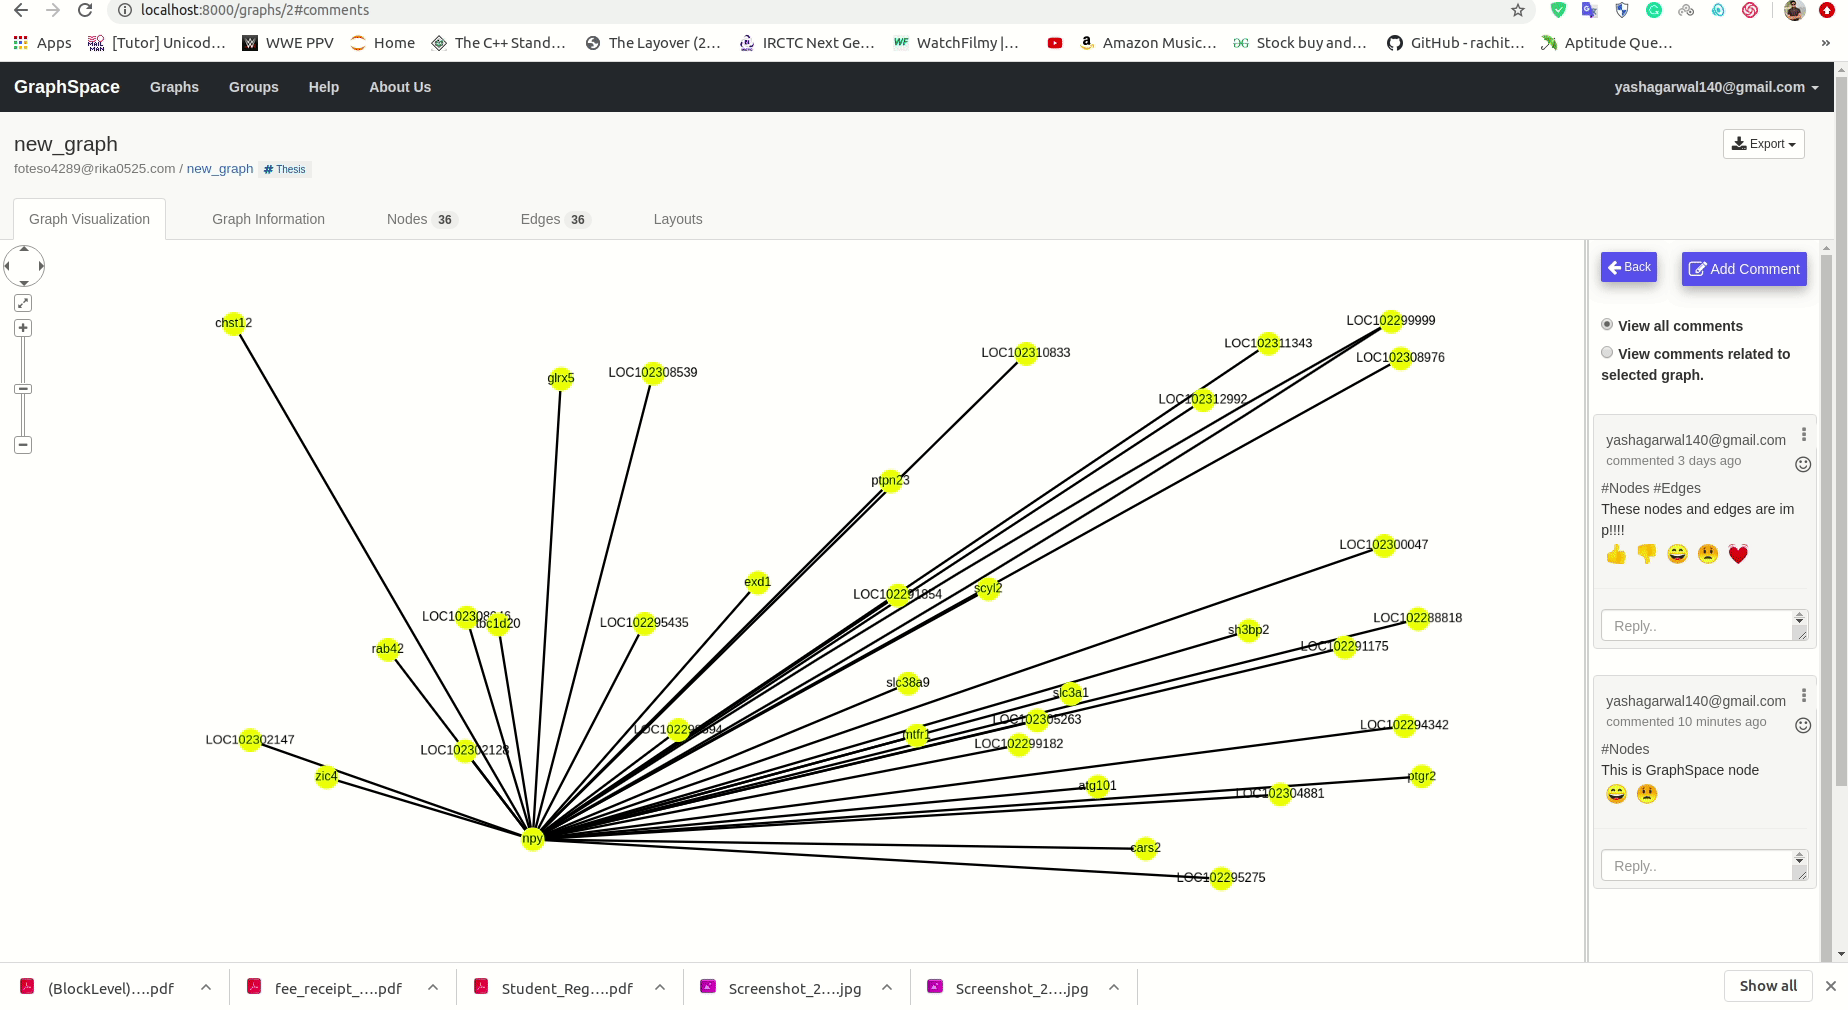 localhost:8000/graphs/2#comments
Apps [Tutor] Unicod... WWE PPV Home The C++ Stand... The Layover (2... IRCTC Next Ge... WatchFilmy |... Amazon Music... Stock buy and... GitHub - rachit... Aptitude Que... »
GraphSpace Graphs Groups Help About Us yashagarwal140@gmail.com
new_graph
Export
foteso4289@rika0525.com / new_graph # Thesis
Graph Visualization Graph Information Nodes 36 Edges 36 Layouts
chst12
glrx5
LOC102308539
LOC102310833
LOC102311343
LOC102299999
LOC102308976
LOC102312992
ptpn23
LOC102300047
exd1
LOC102291854
scyl2
tbc1d20
LOC102295435
rab42
sh3bp2
LOC102288818
LOC102291175
slc38a9
slc3a1
LOC102305263
LOC102294342
mtfr1
LOC102299182
LOC102302147
LOC102302128
zic4
atg101
ptgr2
LOC102304881
npy
cars2
LOC102295275
Back Add Comment
View all comments
View comments related to
selected graph.
yashagarwal140@gmail.com
commented 3 days ago
#Nodes #Edges
These nodes and edges are im
p!!!!
Reply..
yashagarwal140@gmail.com
commented 10 minutes ago
#Nodes
This is GraphSpace node
Reply..
(BlockLevel)....pdf fee_receipt_....pdf Student_Reg....pdf Screenshot_2....jpg Screenshot_2....jpg Show all